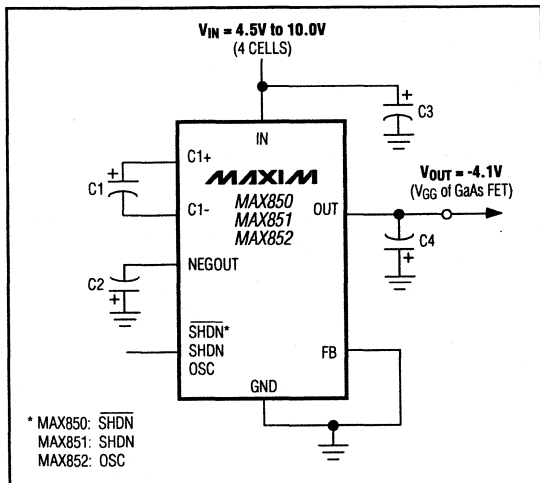 VIN = 4.5V to 10.0V
(4 CELLS)
+
C3
IN
C1+
+
C1
C1-
MAXIM
MAX850
MAX851
MAX852
OUT
VOUT = -4.1V
(VGG of GaAs FET)
C4
+
NEGOUT
C2
+
SHDN*
SHDN
OSC
FB
GND
* MAX850: SHDN
MAX851: SHDN
MAX852: OSC